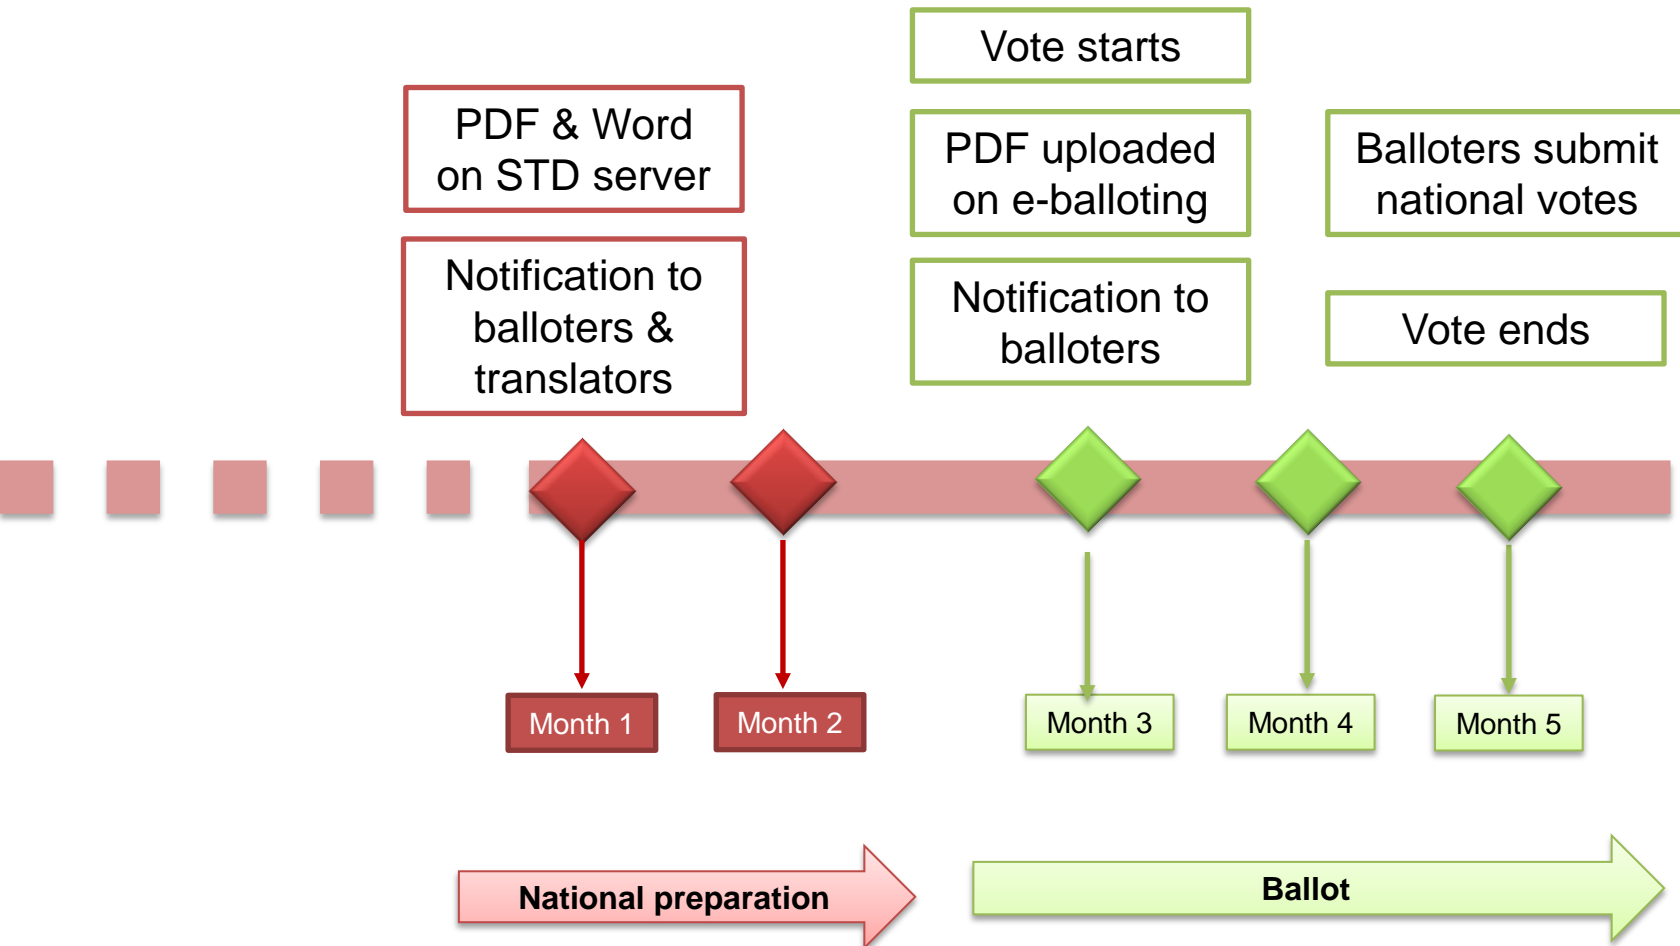 PDF & Word
on STD server
Notification to
balloters &
translators
Vote starts
PDF uploaded
on e-balloting
Notification to
balloters
Balloters submit
national votes
Vote ends
Month 1
Month 2
Month 3
Month 4
Month 5
National preparation
Ballot